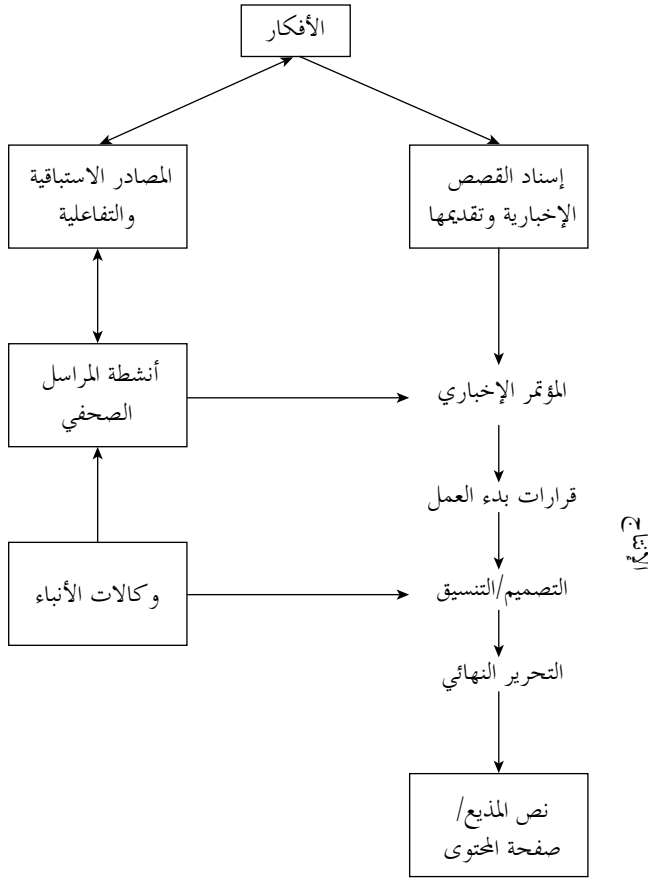 الأفكار
إسناد القصص
الإخبارية وتقديمها
المصادر الاستباقية
والتفاعلية
أنشطة المراسل
الصحفي
المؤتمر الإخباري
قرارات بدء العمل
الإنتاج
وكالات الأنباء
التصميم/التنسيق
التحرير النهائي
نص المذيع/
صفحة المحتوى